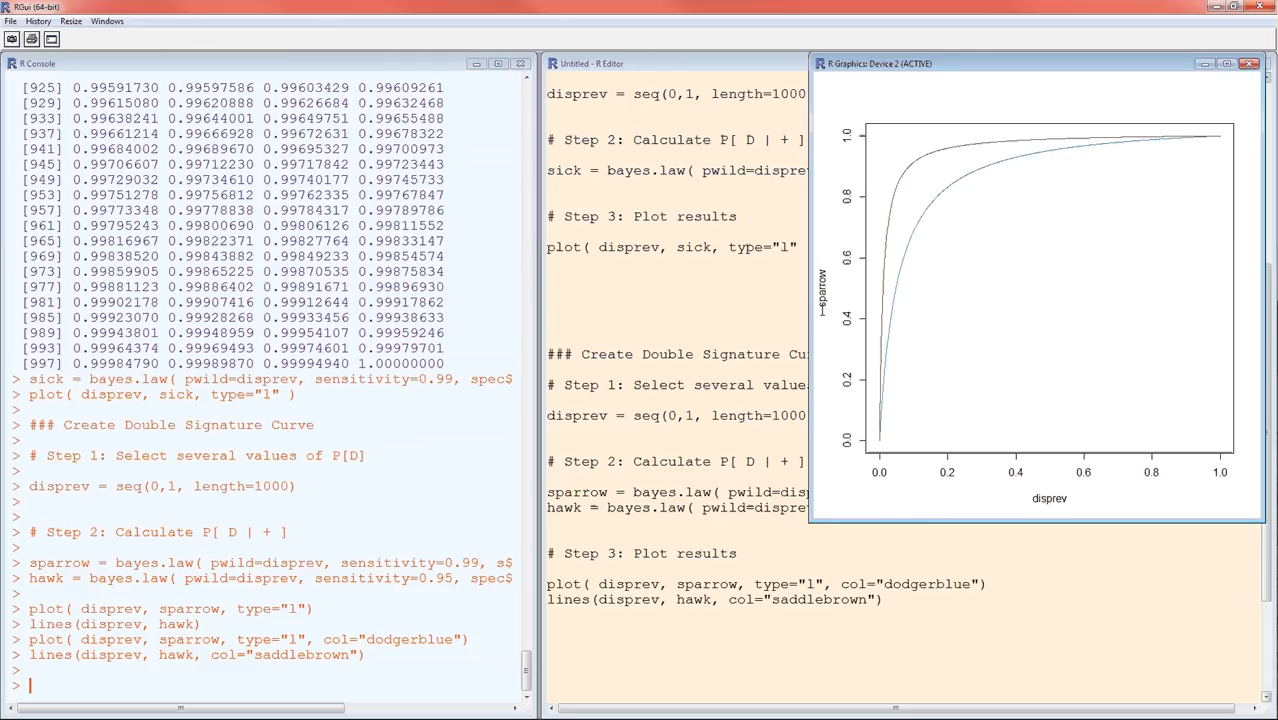 RGui (64-bit)
File History Resize Windows
R Console
[925] 0.99591730 0.99597586 0.99603429 0.99609261
[929] 0.99615080 0.99620888 0.99626684 0.99632468
[933] 0.99638241 0.99644001 0.99649751 0.99655488
[937] 0.99661214 0.99666928 0.99672631 0.99678322
[941] 0.99684002 0.99689670 0.99695327 0.99700973
[945] 0.99706607 0.99712230 0.99717842 0.99723443
[949] 0.99729032 0.99734610 0.99740177 0.99745733
[953] 0.99751278 0.99756812 0.99762335 0.99767847
[957] 0.99773348 0.99778838 0.99784317 0.99789786
[961] 0.99795243 0.99800690 0.99806126 0.99811552
[965] 0.99816967 0.99822371 0.99827764 0.99833147
[969] 0.99838520 0.99843882 0.99849233 0.99854574
[973] 0.99859905 0.99865225 0.99870535 0.99875834
[977] 0.99881123 0.99886402 0.99891671 0.99896930
[981] 0.99902178 0.99907416 0.99912644 0.99917862
[985] 0.99923070 0.99928268 0.99933456 0.99938633
[989] 0.99943801 0.99948959 0.99954107 0.99959246
[993] 0.99964374 0.99969493 0.99974601 0.99979701
[997] 0.99984790 0.99989870 0.99994940 1.00000000
> sick = bayes.law( pwild=disprev, sensitivity=0.99, spec$
> plot( disprev, sick, type="l" )
>
> ### Create Double Signature Curve
>
> # Step 1: Select several values of P[D]
>
> disprev = seq(0,1, length=1000)
>
>
> # Step 2: Calculate P[ D | + ]
>
> sparrow = bayes.law( pwild=disprev, sensitivity=0.99, s$
> hawk = bayes.law( pwild=disprev, sensitivity=0.95, spec$
>
> plot( disprev, sparrow, type="l")
> lines(disprev, hawk)
> plot( disprev, sparrow, type="l", col="dodgerblue")
> lines(disprev, hawk, col="saddlebrown")
>
>
Untitled - R Editor
disprev = seq(0,1, length=1000
# Step 2: Calculate P[ D | + ]
sick = bayes.law( pwild=disprev
# Step 3: Plot results
plot( disprev, sick, type="l"
### Create Double Signature Cu
# Step 1: Select several value
disprev = seq(0,1, length=1000
# Step 2: Calculate P[ D | + ]
sparrow = bayes.law( pwild=dis
hawk = bayes.law( pwild=disprev
# Step 3: Plot results
plot( disprev, sparrow, type="l", col="dodgerblue")
lines(disprev, hawk, col="saddlebrown")
R Graphics: Device 2 (ACTIVE)
1.0
0.8
0.6
0.4
0.2
0.0
sparrow
0.0 0.2 0.4 0.6 0.8 1.0
disprev